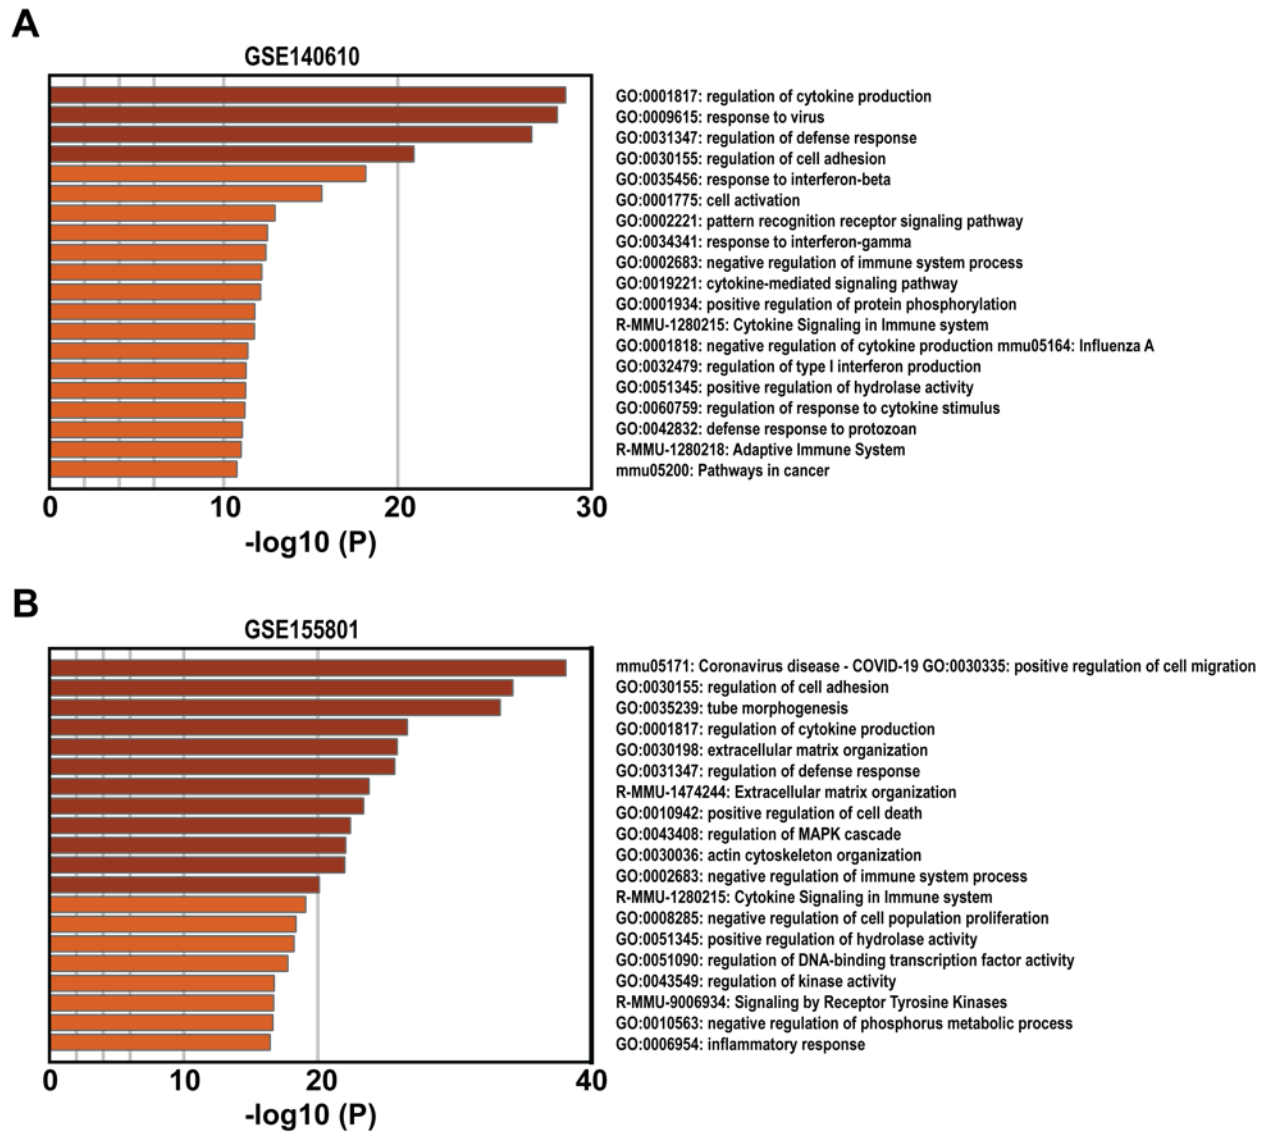 A
GSE140610
GO:0001817: regulation of cytokine production
GO:0009615: response to virus
GO:0031347: regulation of defense response
GO:0030155: regulation of cell adhesion
GO:0035456: response to interferon-beta
GO:0001775: cell activation
GO:0002221: pattern recognition receptor signaling pathway
GO:0034341: response to interferon-gamma
GO:0002683: negative regulation of immune system process
GO:0019221: cytokine-mediated signaling pathway
GO:0001934: positive regulation of protein phosphorylation
R-MMU-1280215: Cytokine Signaling in Immune system
GO:0001818: negative regulation of cytokine production mmu05164: Influenza A
GO:0032479: regulation of type I interferon production
GO:0051345: positive regulation of hydrolase activity
GO:0060759: regulation of response to cytokine stimulus
GO:0042832: defense response to protozoan
R-MMU-1280218: Adaptive Immune System
mmu05200: Pathways in cancer
0 10 20 30
-log10 (P)
B
GSE155801
mmu05171: Coronavirus disease - COVID-19 GO:0030335: positive regulation of cell migration
GO:0030155: regulation of cell adhesion
GO:0035239: tube morphogenesis
GO:0001817: regulation of cytokine production
GO:0030198: extracellular matrix organization
GO:0031347: regulation of defense response
R-MMU-1474244: Extracellular matrix organization
GO:0010942: positive regulation of cell death
GO:0043408: regulation of MAPK cascade
GO:0030036: actin cytoskeleton organization
GO:0002683: negative regulation of immune system process
R-MMU-1280215: Cytokine Signaling in Immune system
GO:0008285: negative regulation of cell population proliferation
GO:0051345: positive regulation of hydrolase activity
GO:0051090: regulation of DNA-binding transcription factor activity
GO:0043549: regulation of kinase activity
R-MMU-9006934: Signaling by Receptor Tyrosine Kinases
GO:0010563: negative regulation of phosphorus metabolic process
GO:0006954: inflammatory response
0 10 20 40
-log10 (P)